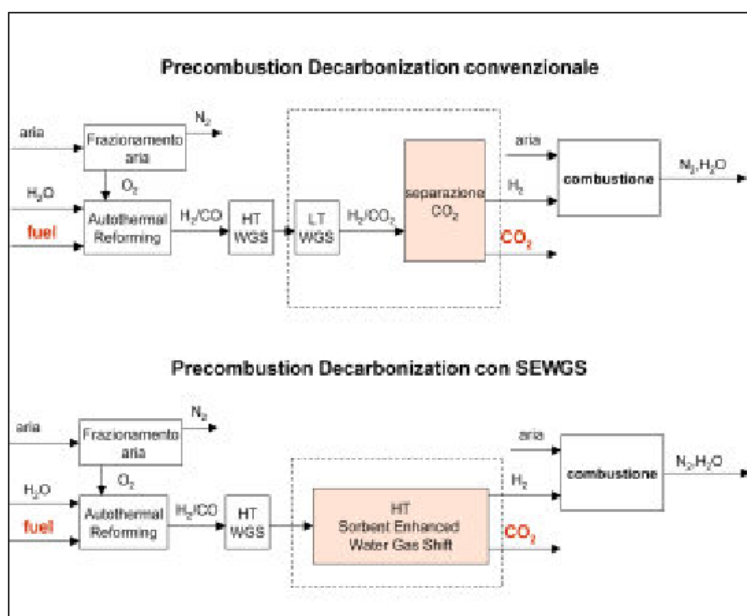 Precombustion Decarbonization convenzionale
aria
Frazionamento
aria
N₂
O₂
H₂O
fuel
Autothermal
Reforming
H₂/CO
HT
WGS
LT
WGS
H₂/CO₂
separazione
CO₂
aria
H₂
CO₂
combustione
N₂,H₂O
Precombustion Decarbonization con SEWGS
aria
Frazionamento
aria
N₂
O₂
H₂O
fuel
Autothermal
Reforming
H₂/CO
HT
WGS
HT
Sorbent Enhanced
Water Gas Shift
aria
H₂
CO₂
combustione
N₂,H₂O